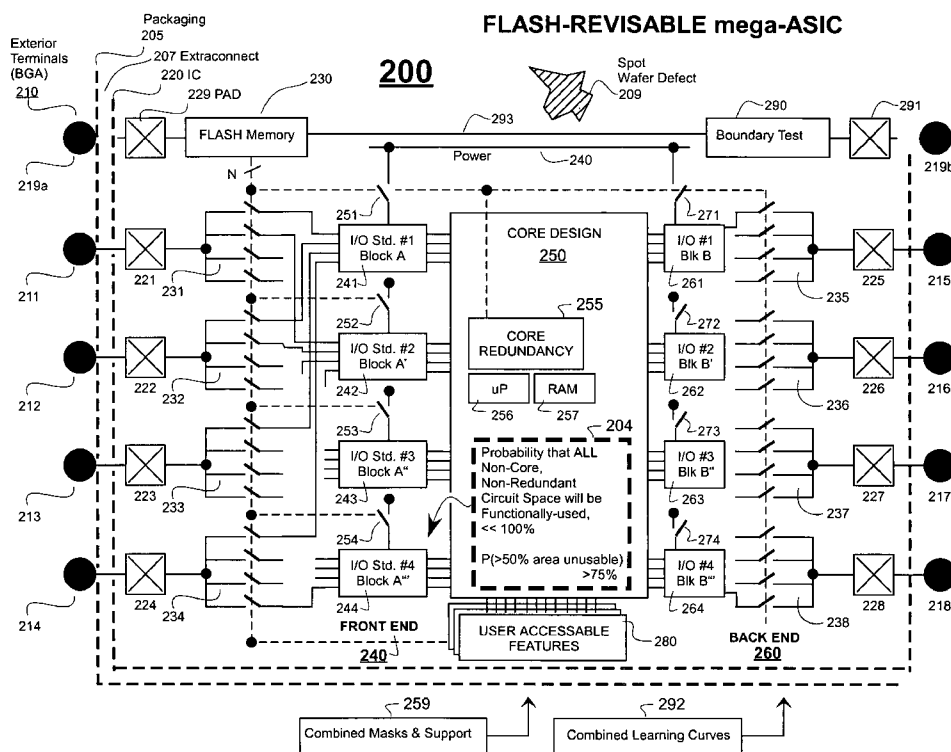 FLASH-REVISABLE mega-ASIC
Packaging
205
Exterior
Terminals
(BGA)
210
207 Extraconnect
220 IC
229 PAD
230
200
Spot
Wafer Defect
209
290
291
FLASH Memory
293
Boundary Test
Power
240
219a
219b
N
251
271
I/O Std. #1
Block A
241
CORE DESIGN
250
I/O #1
Blk B
261
211
221
231
235
225
215
252
272
255
CORE
REDUNDANCY
I/O Std. #2
Block A'
242
I/O #2
Blk B'
262
uP
RAM
256
257
212
222
232
236
226
216
253
273
204
I/O Std. #3
Block A"
243
I/O #3
Blk B"
263
Probability that ALL
Non-Core,
Non-Redundant
Circuit Space will be
Functionally-used,
<< 100%
P(>50% area unusable)
>75%
213
223
233
237
227
217
254
274
I/O Std. #4
Block A"'
244
I/O #4
Blk B"'
264
214
224
234
238
228
218
FRONT END
240
USER ACCESSABLE
FEATURES
280
BACK END
260
259
292
Combined Masks & Support
Combined Learning Curves